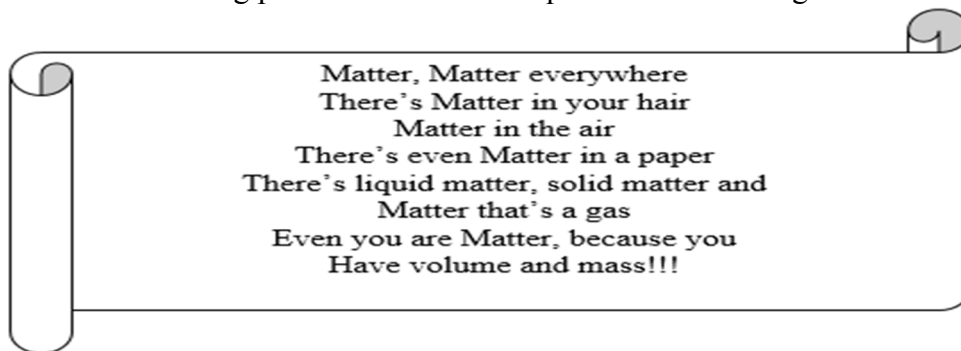 Matter, Matter everywhere
There's Matter in your hair
Matter in the air
There's even Matter in a paper
There's liquid matter, solid matter and
Matter that's a gas
Even you are Matter, because you
Have volume and mass!!!